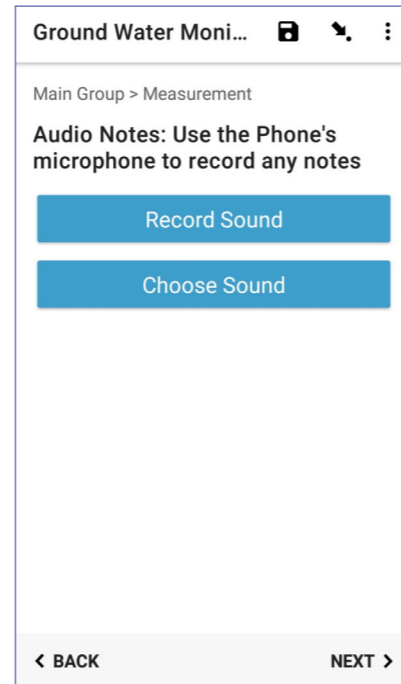 Ground Water Moni...
Main Group > Measurement
Audio Notes: Use the Phone's
microphone to record any notes
Record Sound
Choose Sound
< BACK
NEXT >